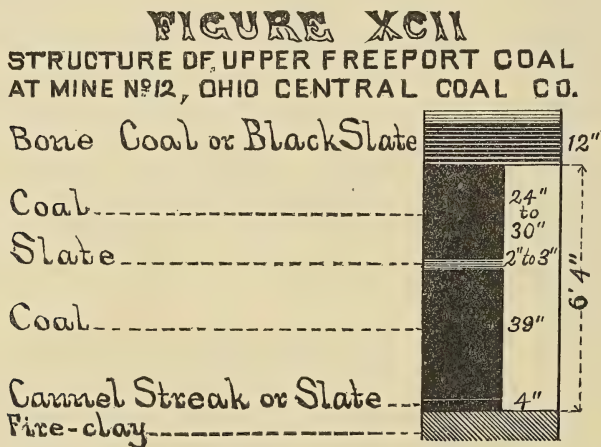 FIGURE XCII
STRUCTURE OF UPPER FREEPORT COAL
AT MINE Nº12, OHIO CENTRAL COAL CO.
Bone Coal or Black Slate 12"
Coal 24" to 30"
Slate 2" to 3"
6' 4"
Coal 39"
Cannel Streak or Slate 4"
Fire-clay